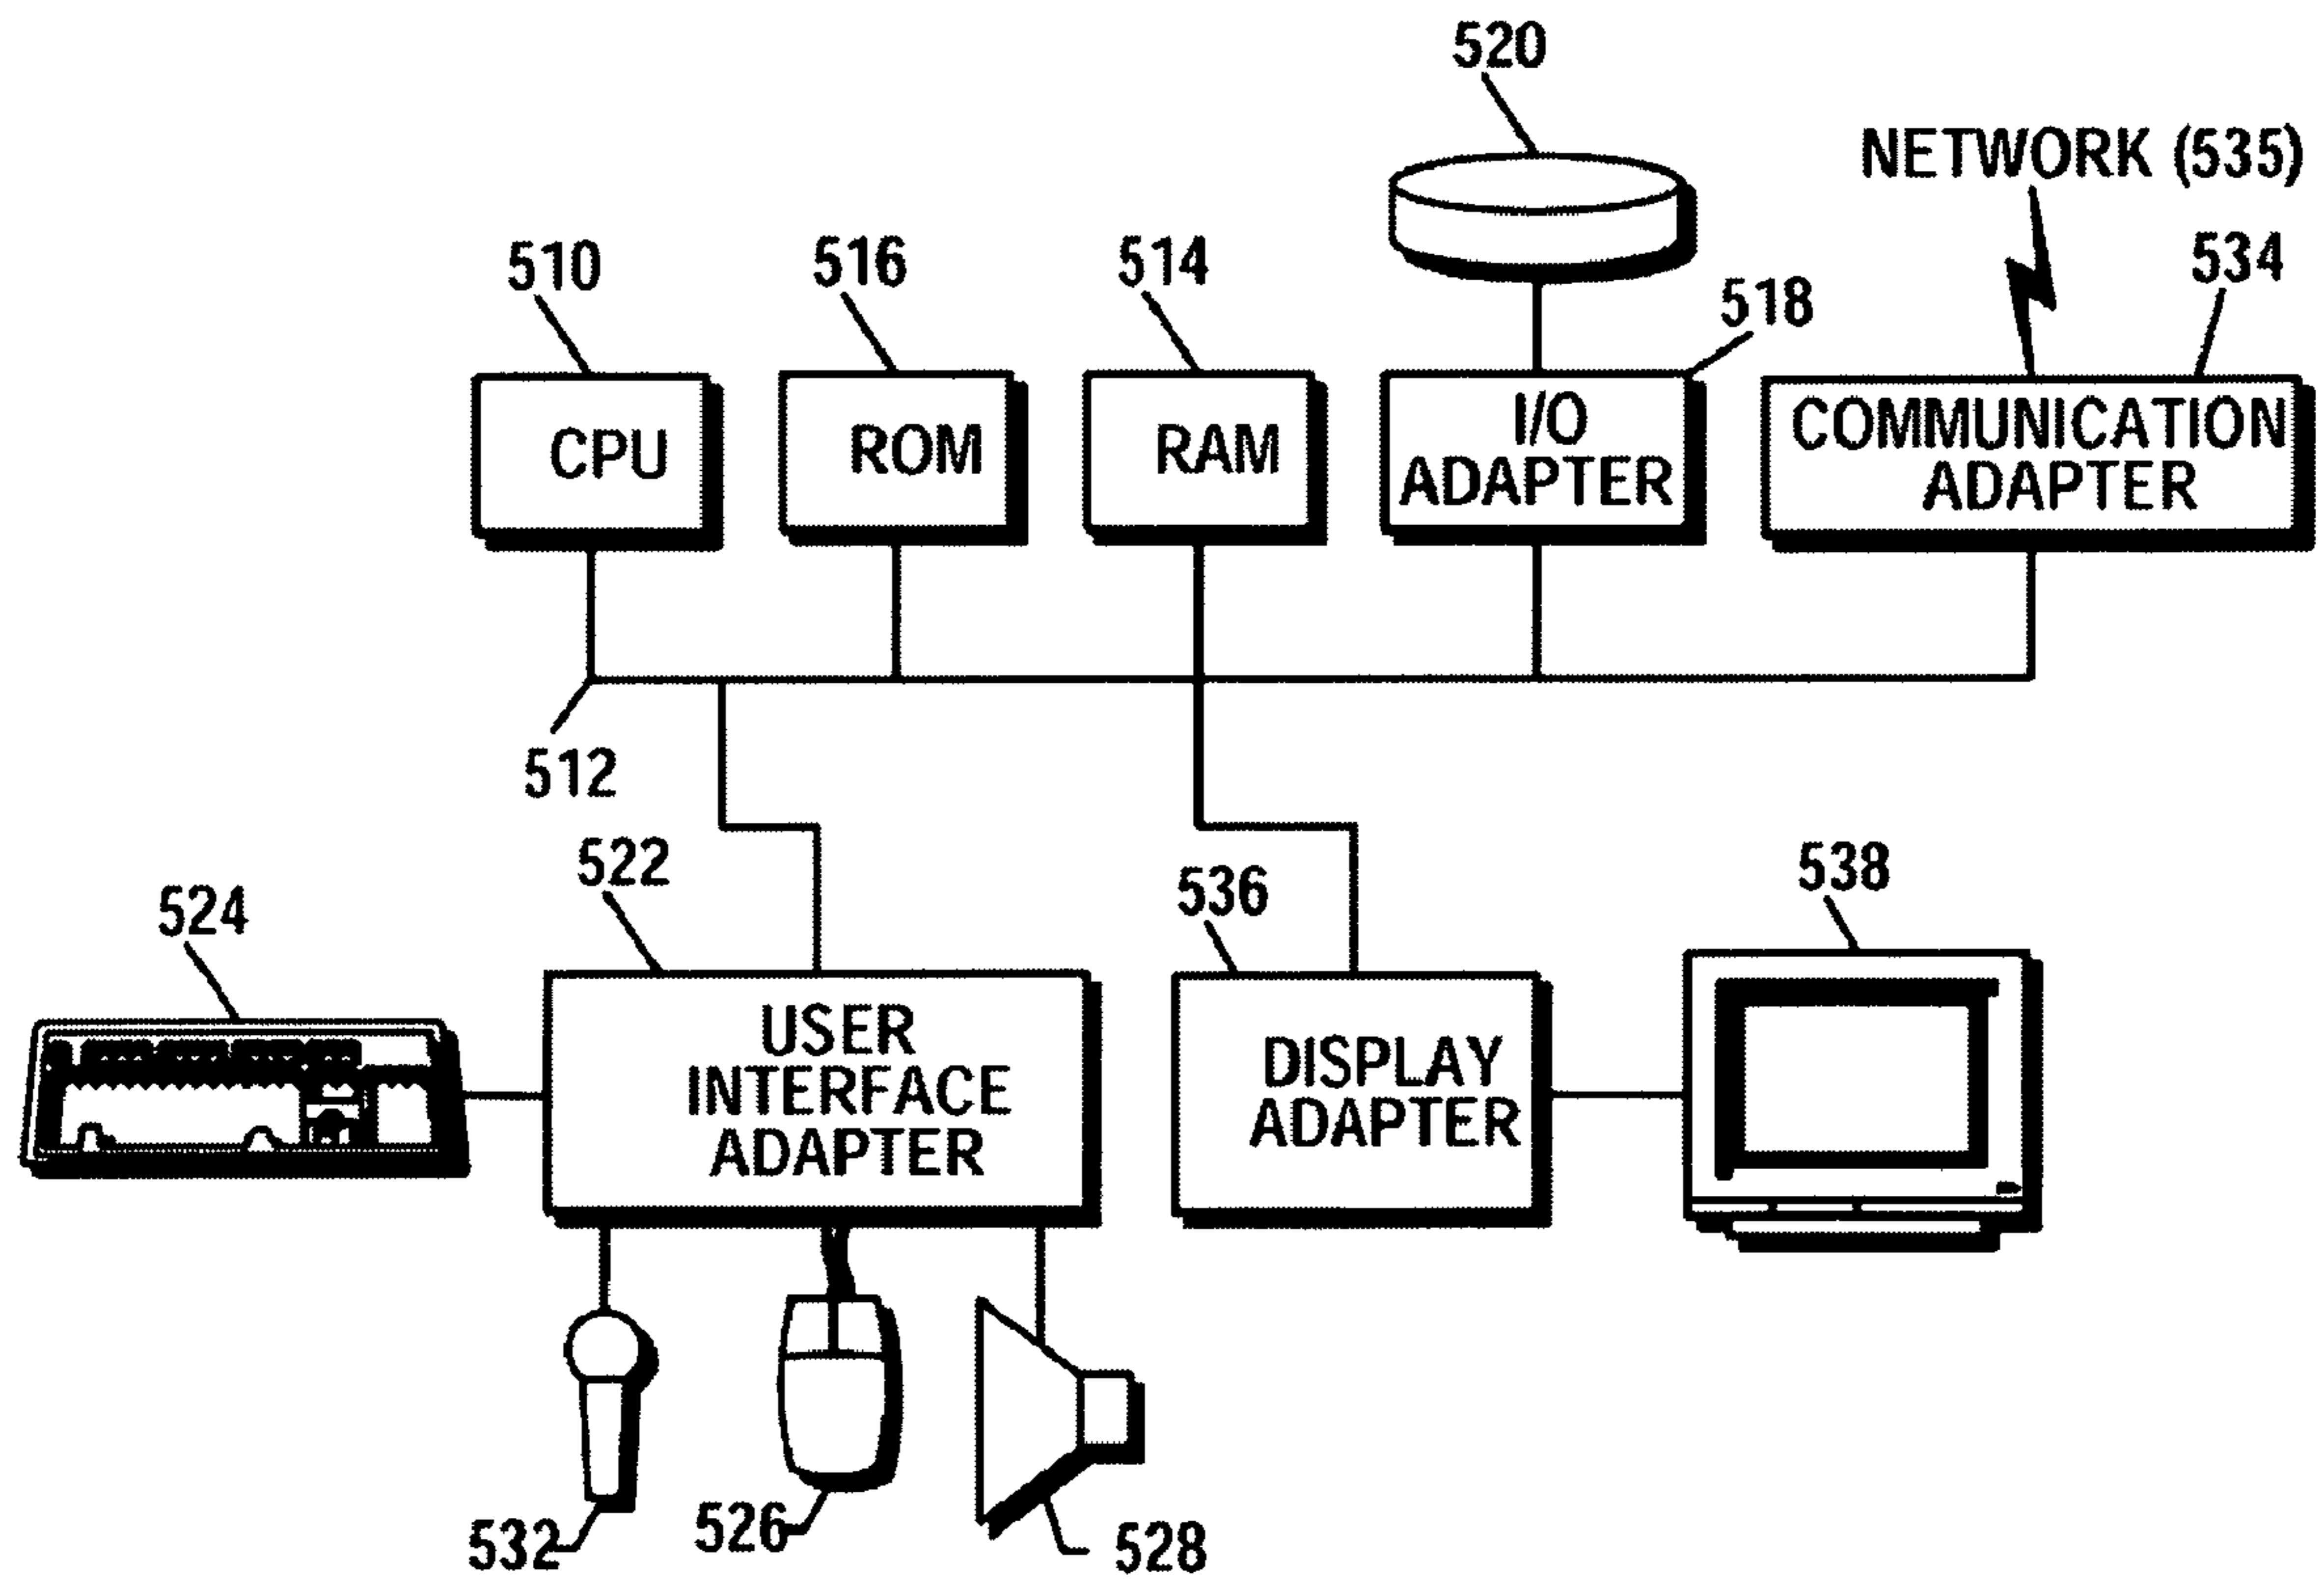 520
NETWORK (535)
510
516
514
518
534
CPU
ROM
RAM
I/O
ADAPTER
COMMUNICATION
ADAPTER
512
522
536
538
524
USER
INTERFACE
ADAPTER
DISPLAY
ADAPTER
532
526
528